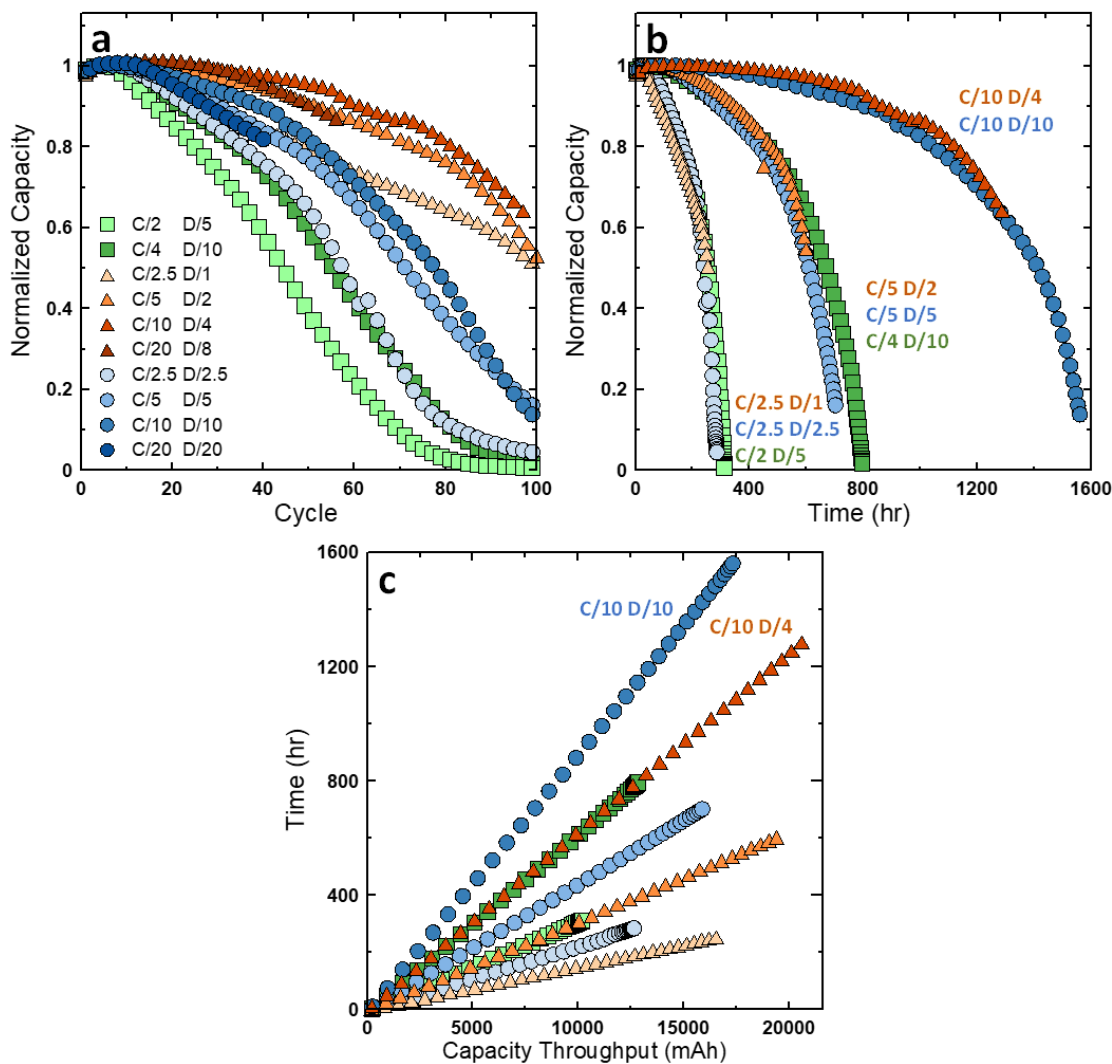 a
1
0.8
0.6
0.4
0.2
0
Normalized Capacity
C/2 D/5
C/4 D/10
C/2.5 D/1
C/5 D/2
C/10 D/4
C/20 D/8
C/2.5 D/2.5
C/5 D/5
C/10 D/10
C/20 D/20
0 20 40 60 80 100
Cycle
b
1
0.8
0.6
0.4
0.2
0
Normalized Capacity
C/10 D/4
C/10 D/10
C/5 D/2
C/5 D/5
C/4 D/10
C/2.5 D/1
C/2.5 D/2.5
C/2 D/5
0 400 800 1200 1600
Time (hr)
c
1600
1200
800
400
0
Time (hr)
C/10 D/10
C/10 D/4
0 5000 10000 15000 20000
Capacity Throughput (mAh)